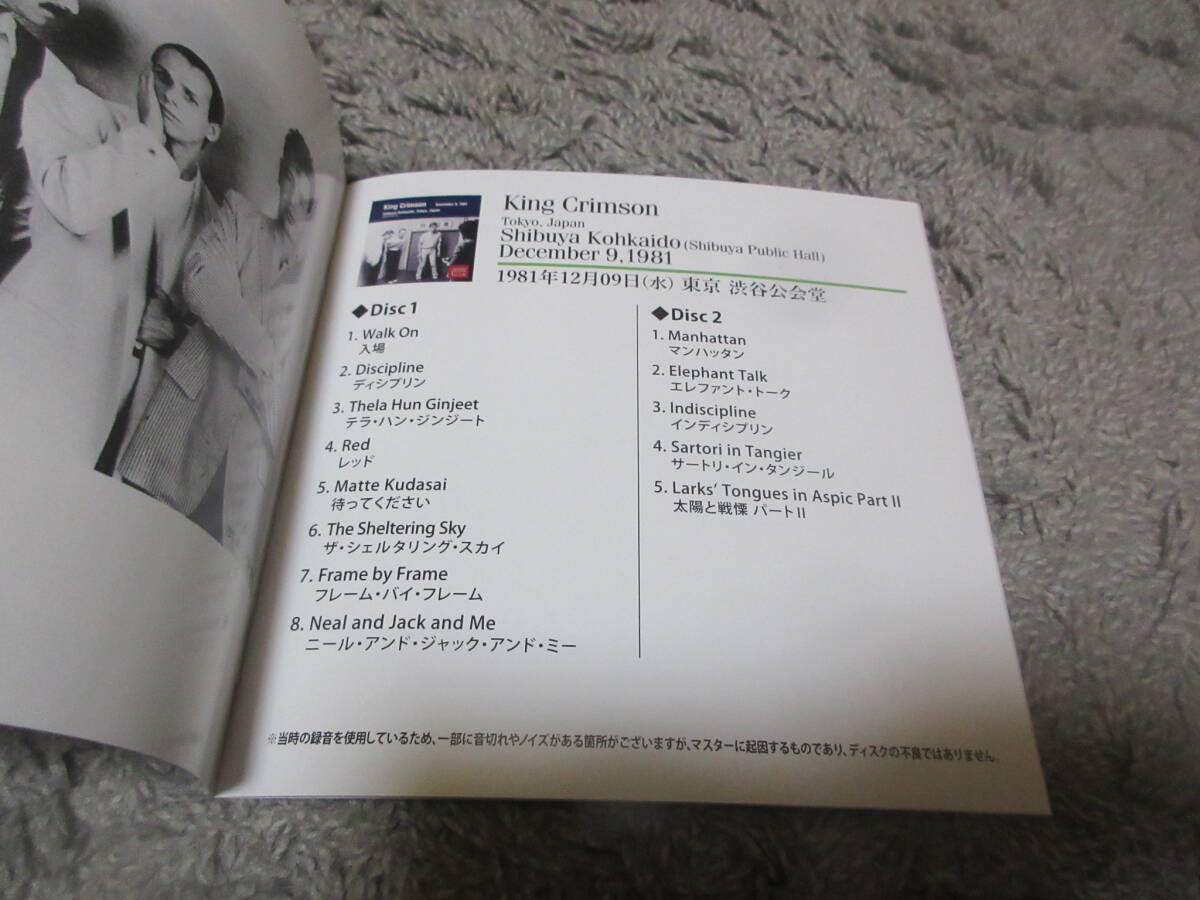 King Crimson
King Crimson
Tokyo, Japan
Shibuya Kohkaido (Shibuya Public Hall)
December 9,1981
1981年12月09日(水) 東京 渋谷公会堂
◆Disc 1
1. Walk On
入場
2. Discipline
ディシプリン
3. Thela Hun Ginjeet
テラ・ハン・ジンジート
4. Red
レッド
5. Matte Kudasai
待ってください
6. The Sheltering Sky
ザ・シェルタリング・スカイ
7. Frame by Frame
フレーム・バイ・フレーム
8. Neal and Jack and Me
ニール・アンド・ジャック・アンド・ミー
◆Disc 2
1. Manhattan
マンハッタン
2. Elephant Talk
エレファント・トーク
3. Indiscipline
インディシプリン
4. Sartori in Tangier
サートリ・イン・タンジール
5. Larks' Tongues in Aspic Part II
太陽と戦慄 パートII
※当時の録音を使用しているため、一部に音切れやノイズがある箇所がございますが、マスターに起因するものであり、ディスクの不良ではありません。